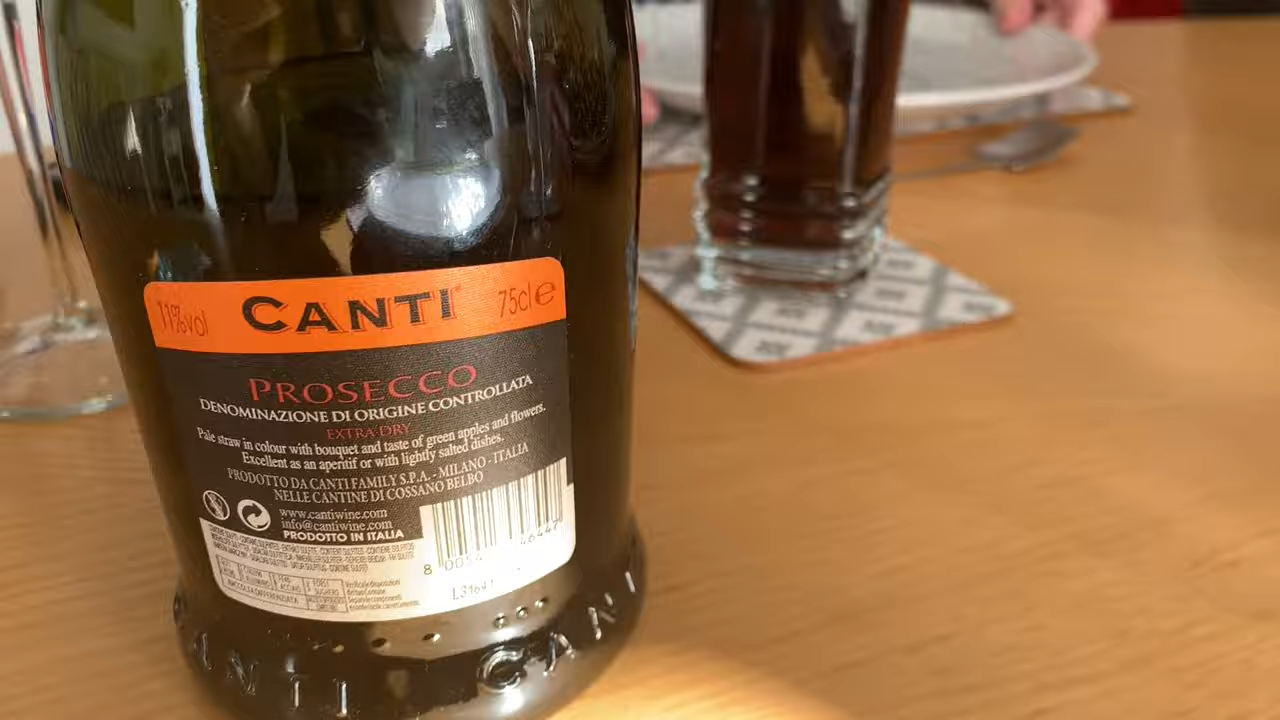 11%vol CANTI 75cl e
PROSECCO
DENOMINAZIONE DI ORIGINE CONTROLLATA
EXTRA-DRY
Pale straw in colour with bouquet and taste of green apples and flowers.
Excellent as an aperitif or with lightly salted dishes.
PRODOTTO DA CANTI FAMILY S.P.A. - MILANO - ITALIA
NELLE CANTINE DI COSSANO BELBO
www.cantiwine.com
info@cantiwine.com
PRODOTTO IN ITALIA
RACCOLTA DIFFERENZIATA
CANTI